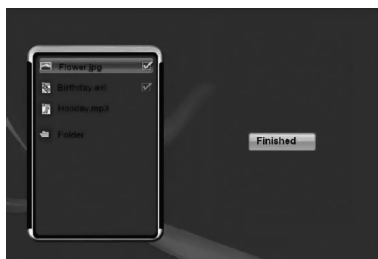 Flower.jpg
Birthday.avi
Holiday.mp3
Folder
Finished